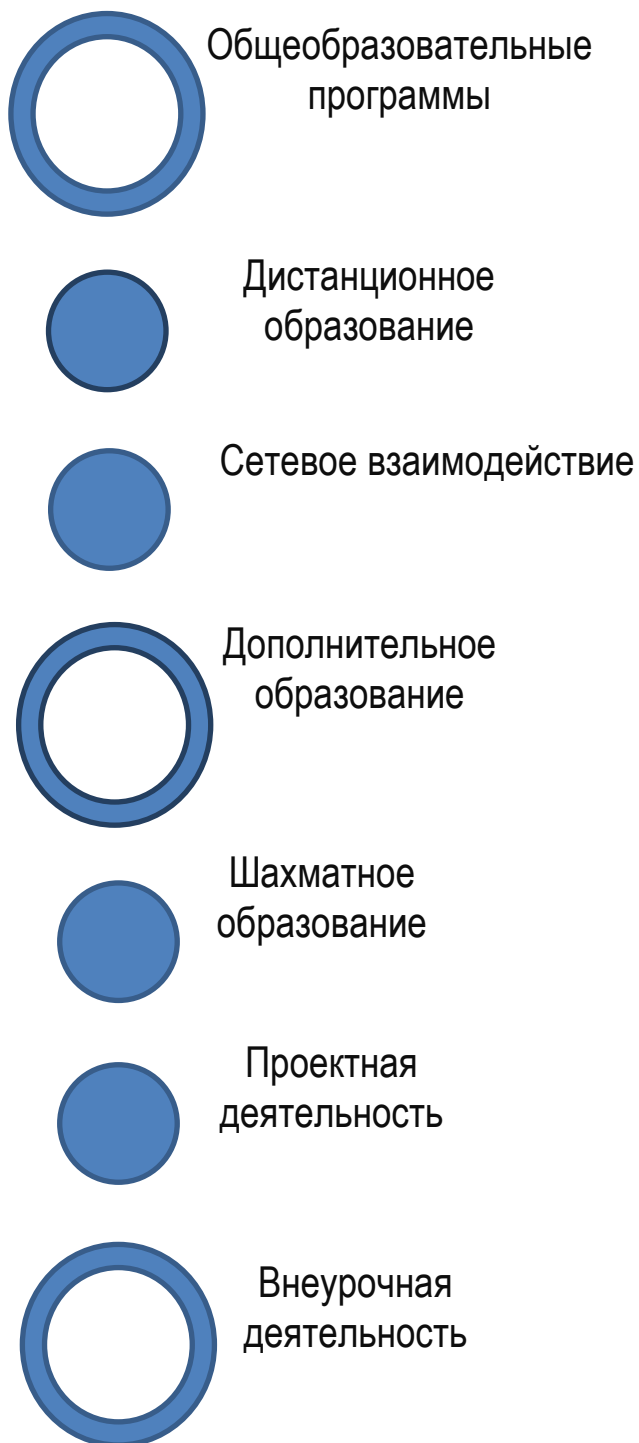 Общеобразовательные
программы
Дистанционное
образование
Сетевое взаимодействие
Дополнительное
образование
Шахматное
образование
Проектная
деятельность
Внеурочная
деятельность